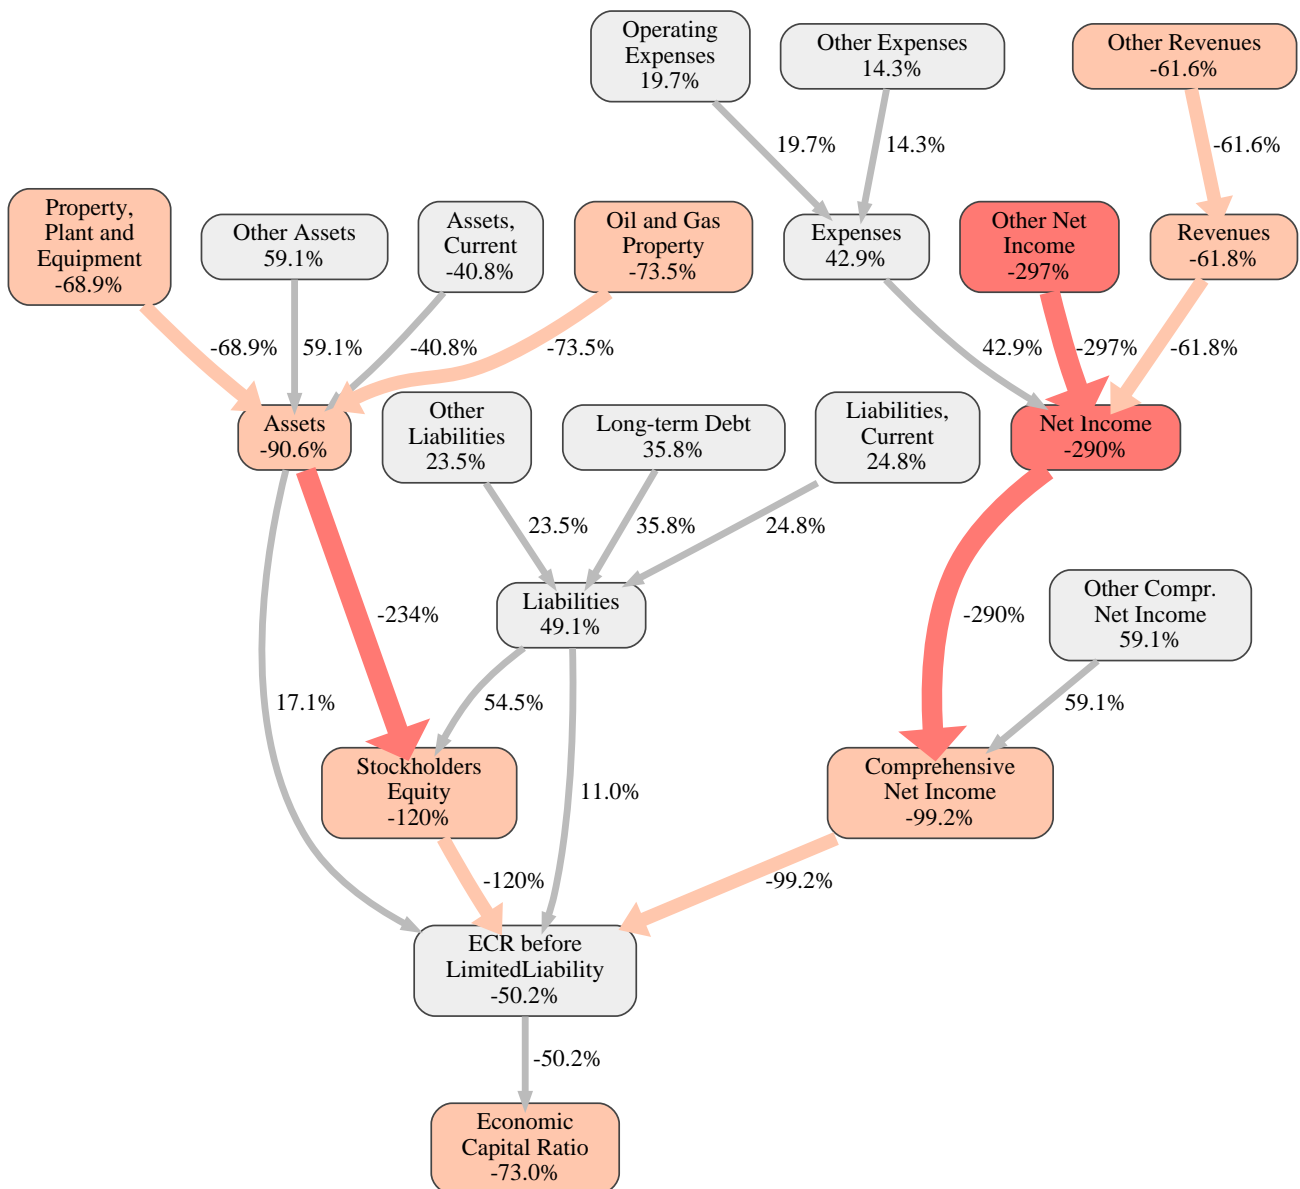 Operating
Expenses
19.7%
Other Expenses
14.3%
Other Revenues
-61.6%
19.7%
14.3%
-61.6%
Property,
Plant and
Equipment
-68.9%
Other Assets
59.1%
Assets,
Current
-40.8%
Oil and Gas
Property
-73.5%
Expenses
42.9%
Other Net
Income
-297%
Revenues
-61.8%
-68.9%
59.1%
-40.8%
-73.5%
42.9%
-297%
-61.8%
Assets
-90.6%
Other
Liabilities
23.5%
Long-term Debt
35.8%
Liabilities,
Current
24.8%
Net Income
-290%
23.5%
35.8%
24.8%
Liabilities
49.1%
Other Compr.
Net Income
59.1%
-234%
-290%
17.1%
54.5%
59.1%
Stockholders
Equity
-120%
11.0%
Comprehensive
Net Income
-99.2%
-120%
-99.2%
ECR before
LimitedLiability
-50.2%
-50.2%
Economic
Capital Ratio
-73.0%